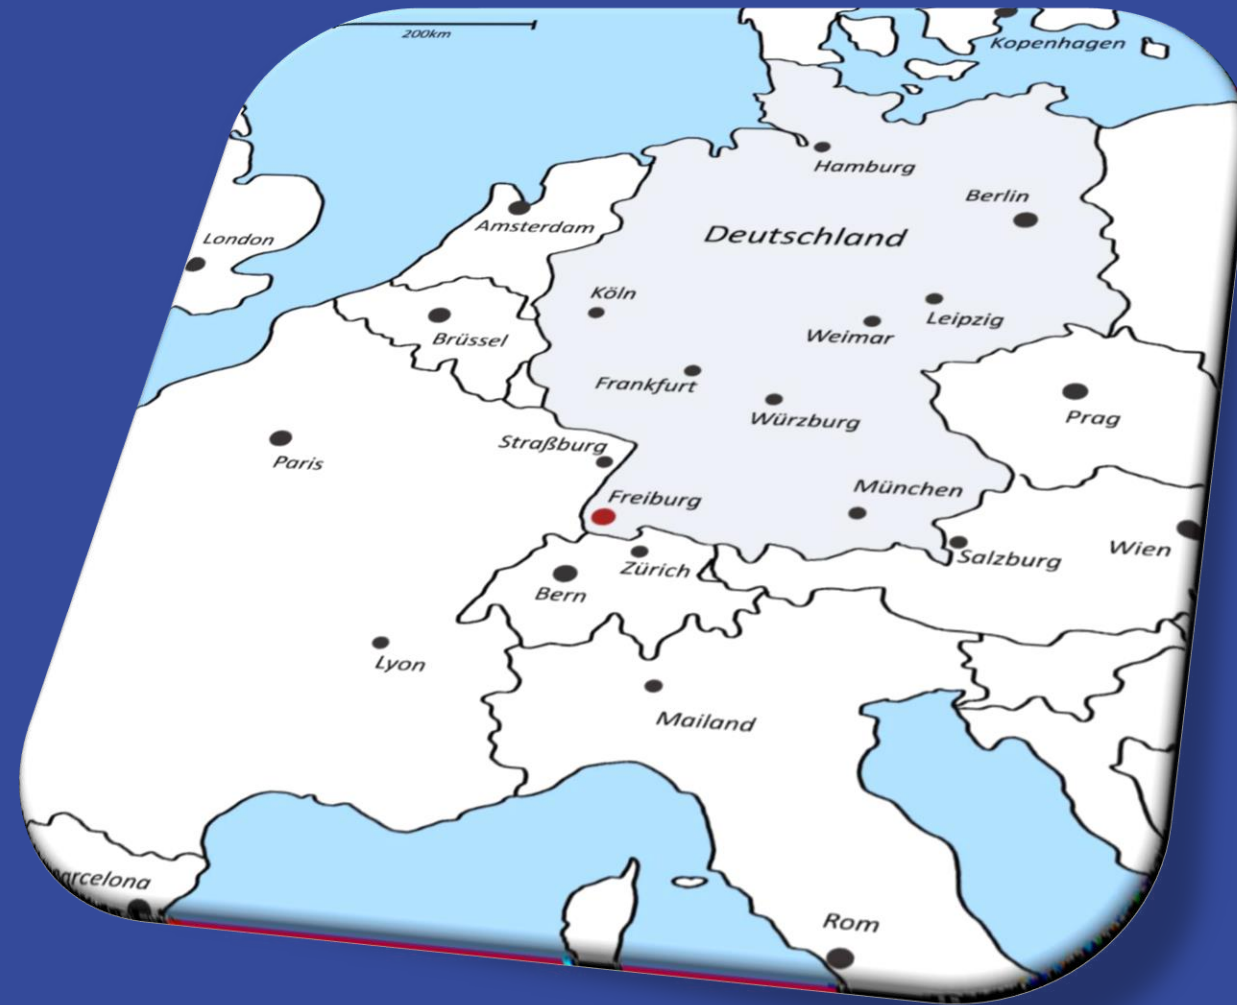 200km
Kopenhagen
Hamburg
Berlin
Amsterdam
Deutschland
London
Köln
Leipzig
Brüssel
Weimar
Frankfurt
Prag
Würzburg
Straßburg
Paris
München
Freiburg
Wien
Salzburg
Zürich
Bern
Lyon
Mailand
arcelona
Rom